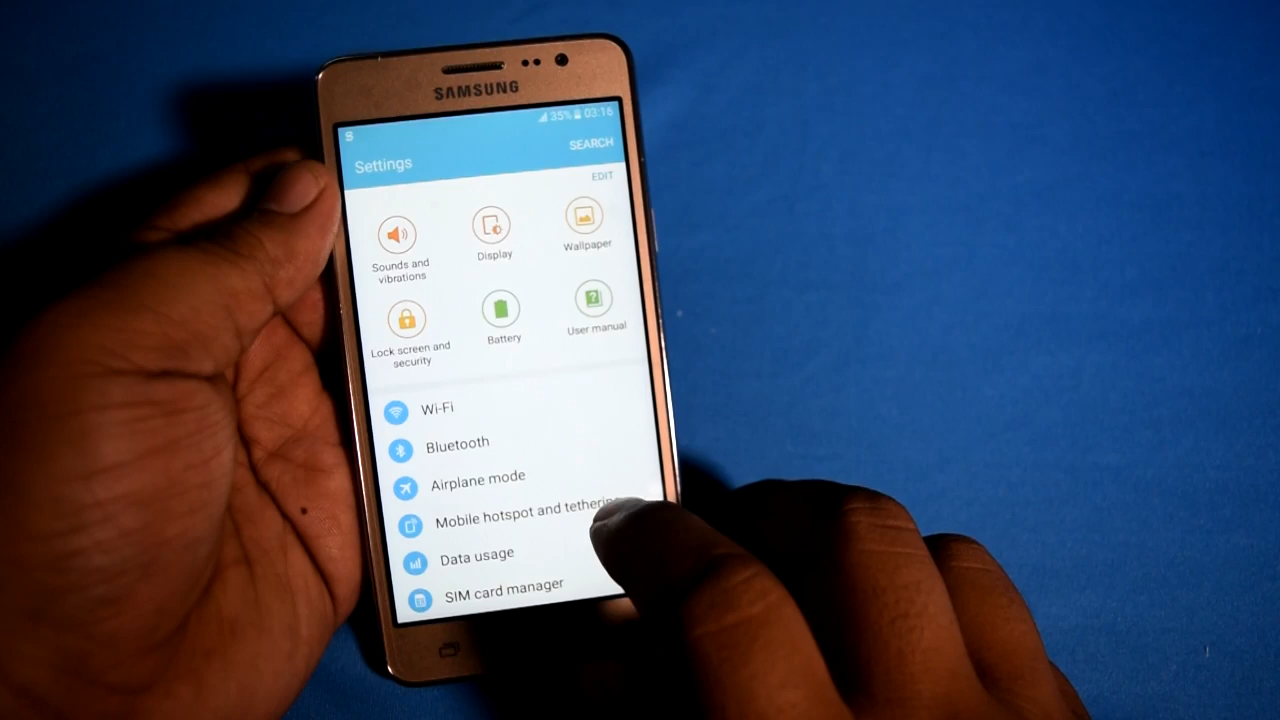 SAMSUNG
35% 03:16
Settings
SEARCH
EDIT
Sounds and
vibrations
Display
Wallpaper
Lock screen and
security
Battery
User manual
Wi-Fi
Bluetooth
Airplane mode
Mobile hotspot and tethering
Data usage
SIM card manager